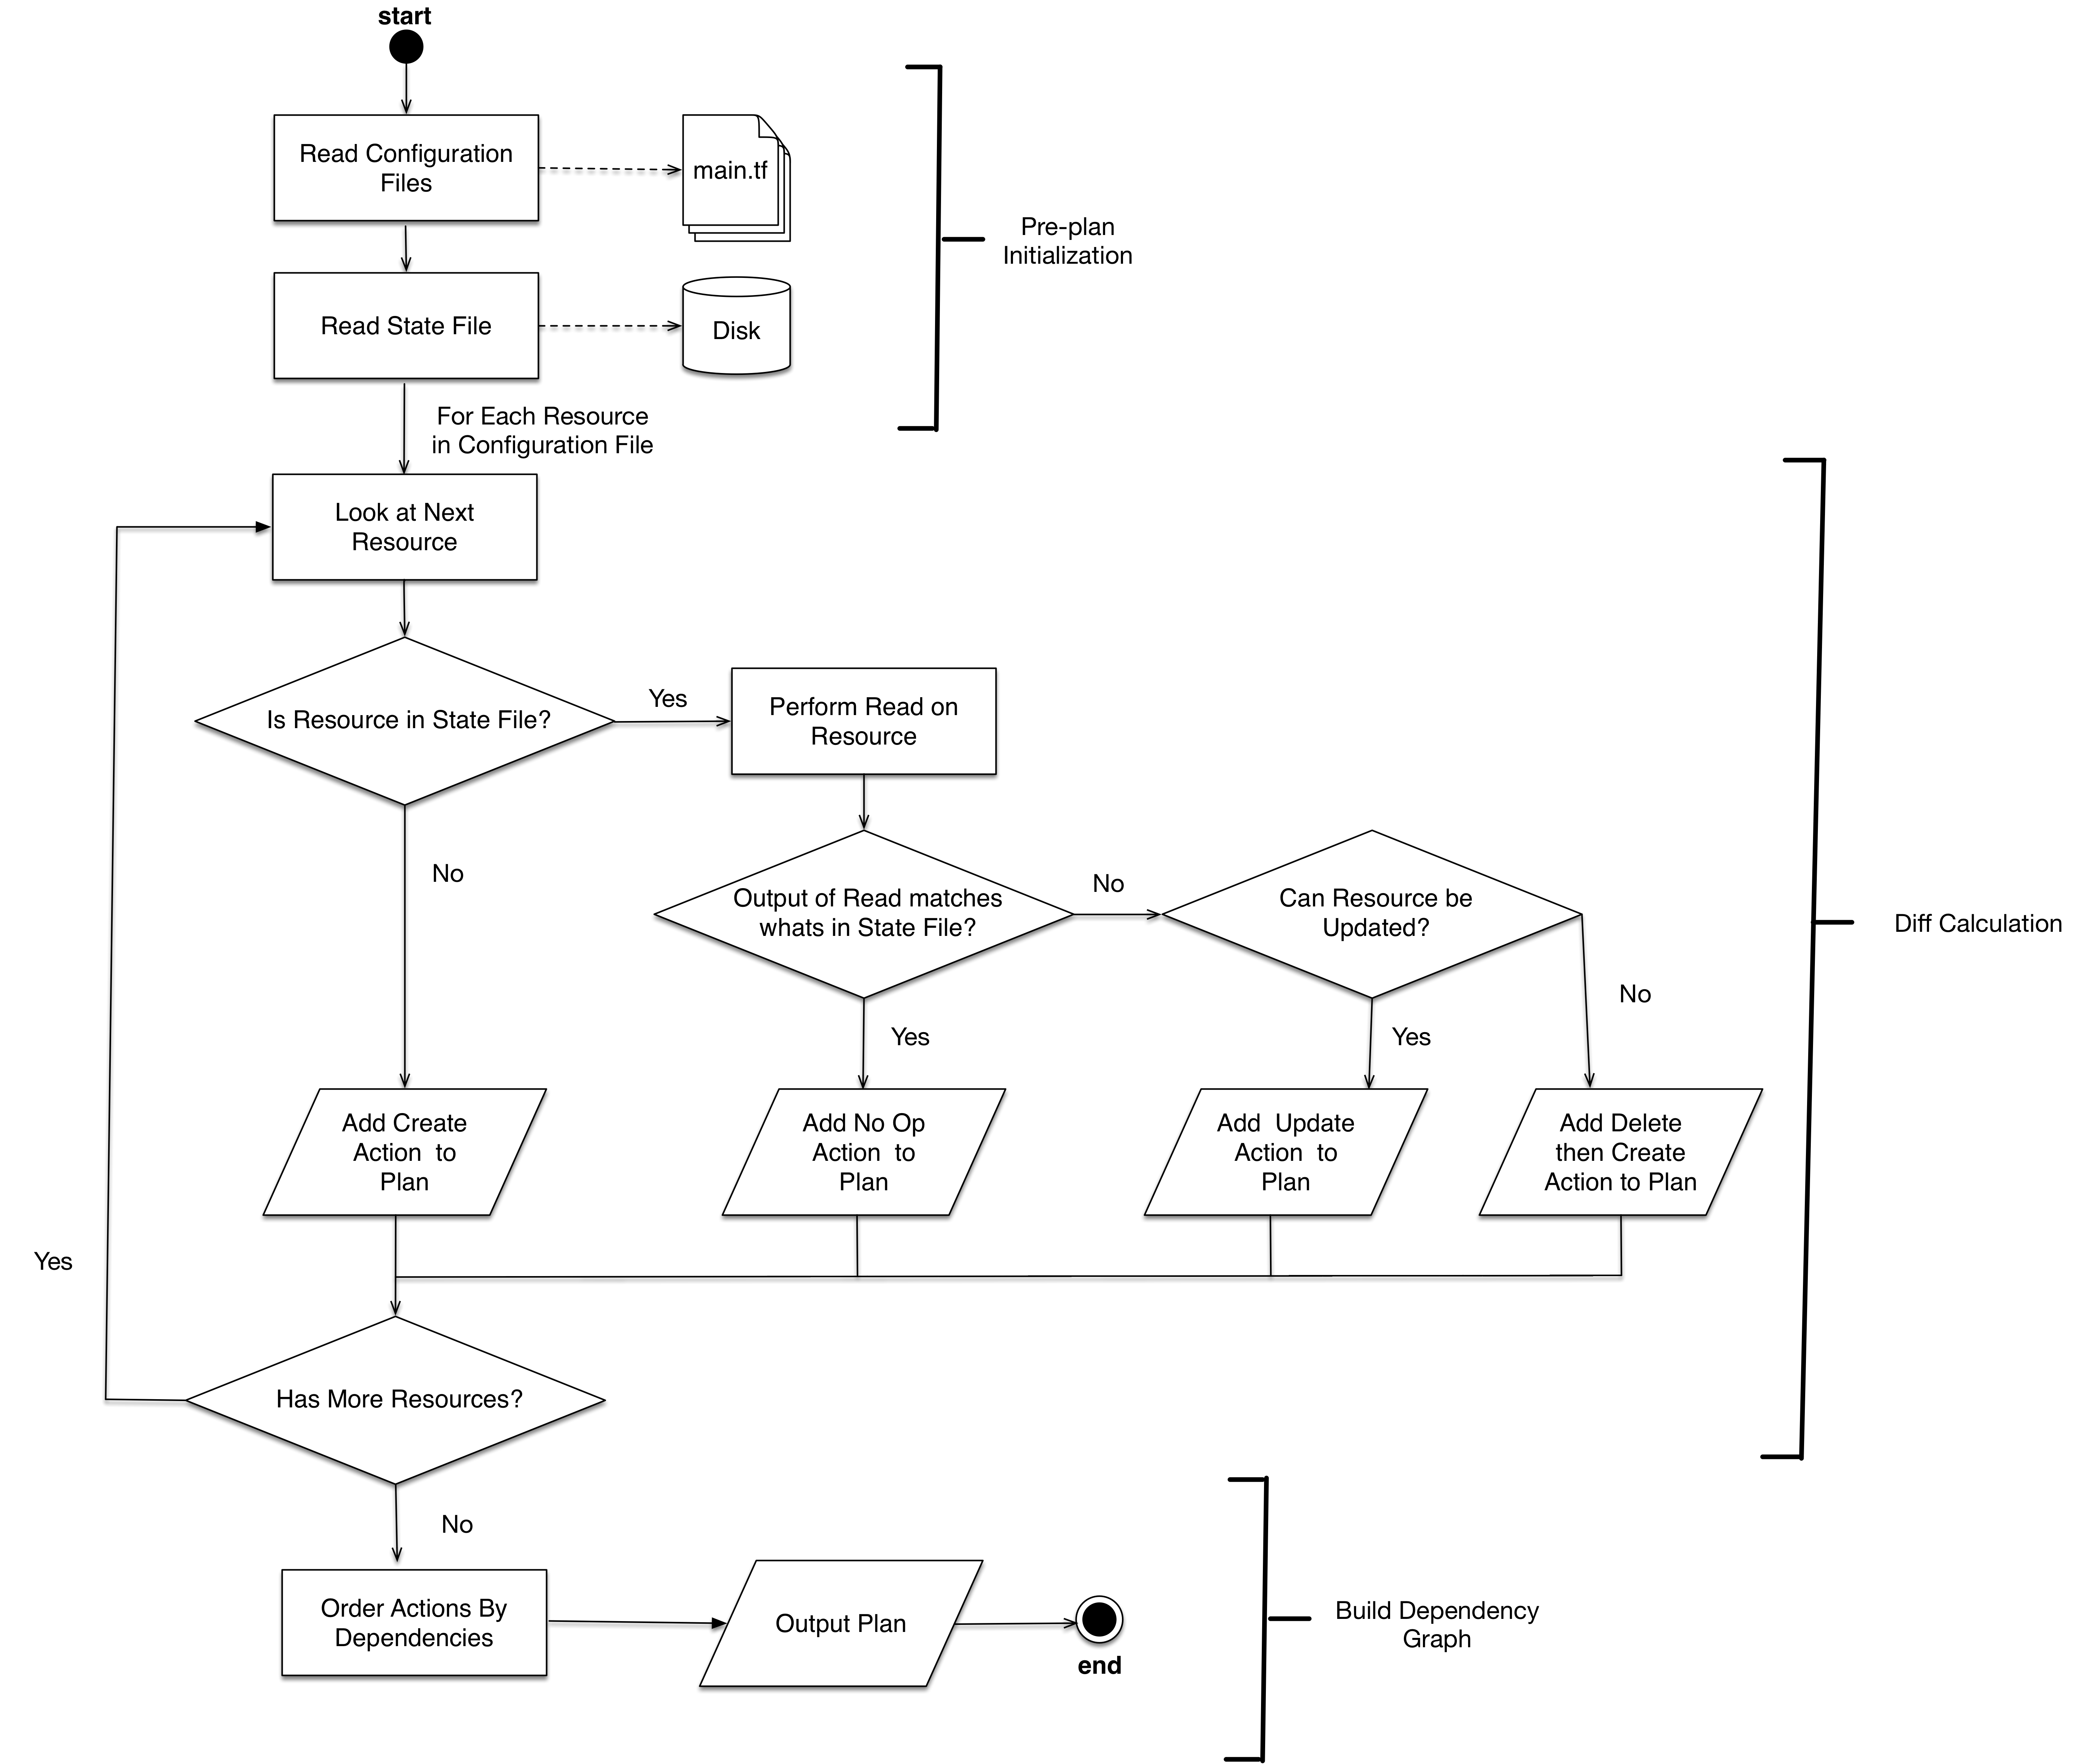 start
Read Configuration
Files
main.tf
Pre-plan
Initialization
Read State File
Disk
For Each Resource
in Configuration File
Look at Next
Resource
Is Resource in State File?
Yes
Perform Read on
Resource
No
Output of Read matches
whats in State File?
No
Can Resource be
Updated?
Diff Calculation
Yes
Yes
No
Add Create
Action to
Plan
Add No Op
Action to
Plan
Add Update
Action to
Plan
Add Delete
then Create
Action to Plan
Yes
Has More Resources?
No
Order Actions By
Dependencies
Output Plan
end
Build Dependency
Graph